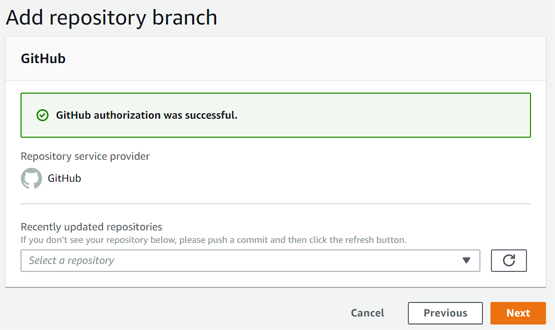 Add repository branch
GitHub
GitHub authorization was successful.
Repository service provider
GitHub
Recently updated repositories
If you don't see your repository below, please push a commit and then click the refresh button.
Select a repository
Cancel Previous Next